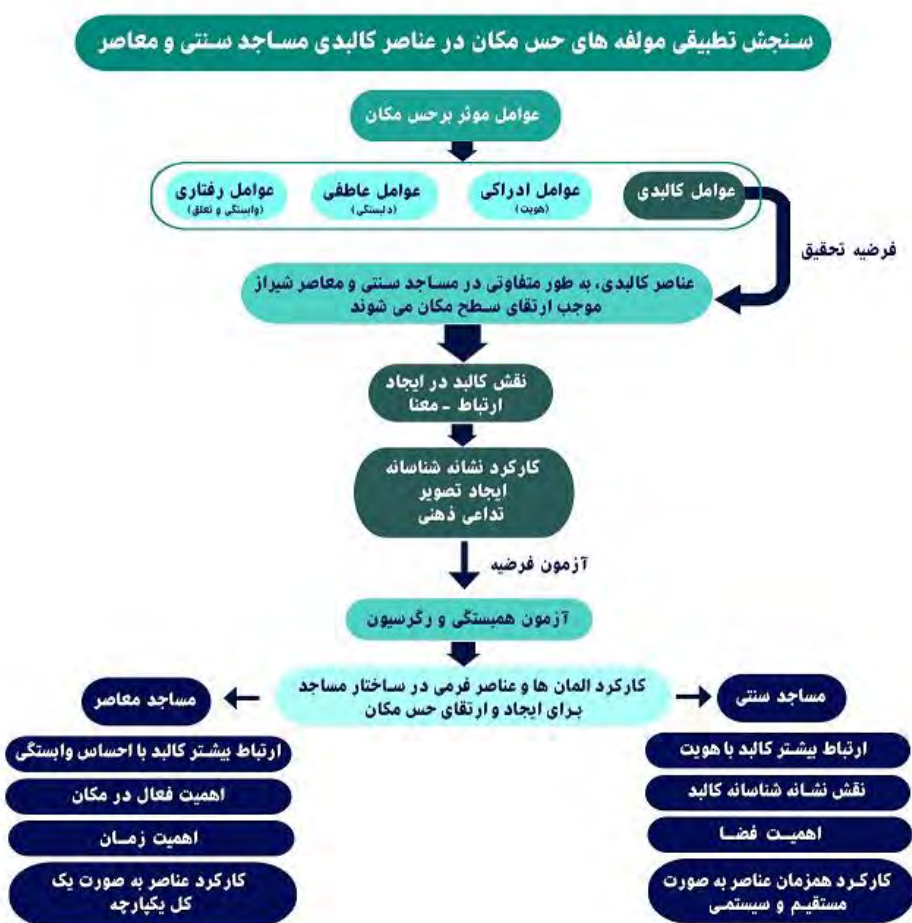 سنجش تطبیقی مولفه های حس مکان در عناصر کالبدی مساجد سنتی و معاصر
عوامل موثر بر حس مکان
عوامل کالبدی
عوامل ادراکی
(هویت)
عوامل عاطفی
(دلبستگی)
عوامل رفتاری
(وابستگی و تعلق)
فرضیه تحقیق
عناصر کالبدی، به طور متفاوتی در مساجد سنتی و معاصر شیراز
موجب ارتقای سطح مکان می شوند
نقش کالبد در ایجاد
ارتباط - معنا
کارکرد نشانه شناسانه
ایجاد تصویر
تداعی ذهنی
آزمون فرضیه
آزمون همبستگی و رگرسیون
کارکرد المان ها و عناصر فرمی در ساختار مساجد
برای ایجاد و ارتقای حس مکان
مساجد سنتی
ارتباط بیشتر کالبد با هویت
نقش نشانه شناسانه کالبد
اهمیت فضا
کارکرد همزمان عناصر به صورت
مستقیم و سیستمی
مساجد معاصر
ارتباط بیشتر کالبد با احساس وابستگی
اهمیت فعال در مکان
اهمیت زمان
کارکرد عناصر به صورت یک
کل یکپارچه